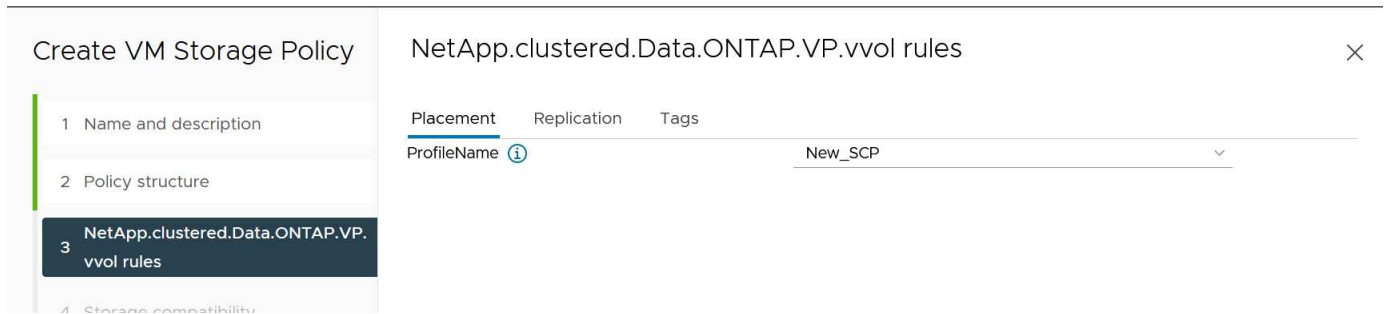 Create VM Storage Policy
1 Name and description
2 Policy structure
3 NetApp.clustered.Data.ONTAP.VP.
vvol rules
4 Storage compatibility
NetApp.clustered.Data.ONTAP.VP.vvol rules
Placement Replication Tags
ProfileName New_SCP